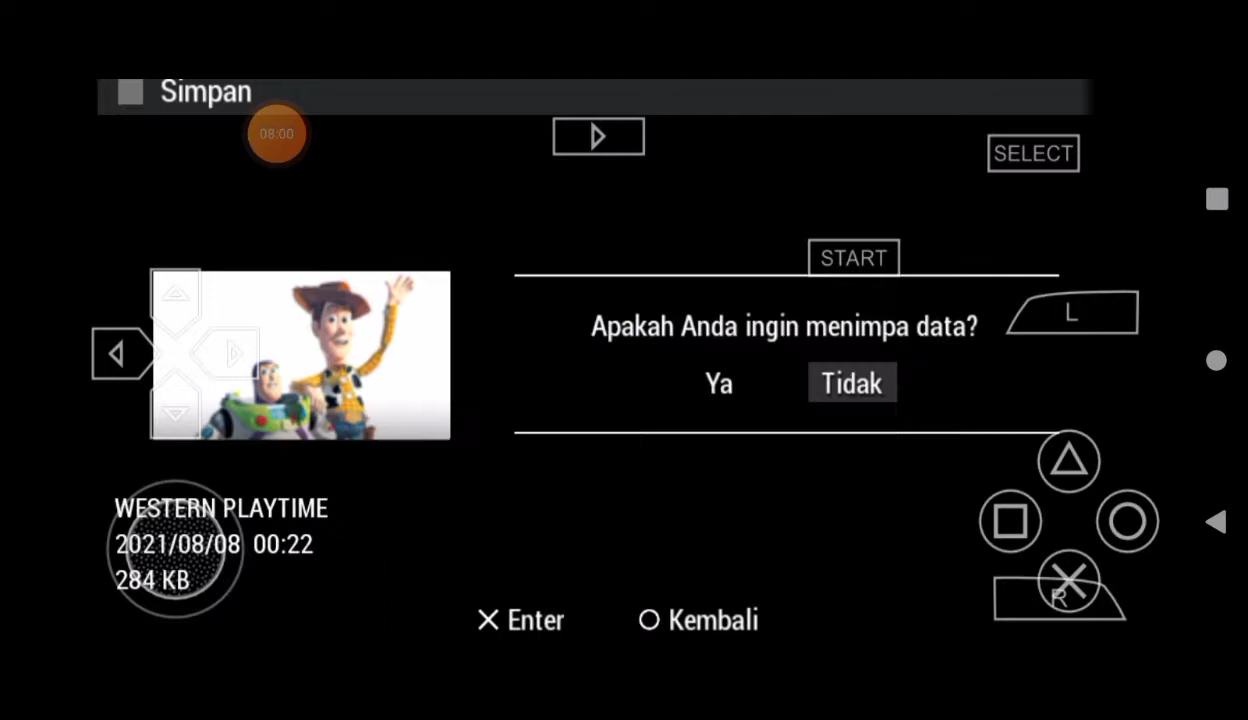 Simpan
08:00
SELECT
START
Apakah Anda ingin menimpa data?
L
Ya Tidak
WESTERN PLAYTIME
2021/08/08 00:22
284 KB
R
Enter Kembali